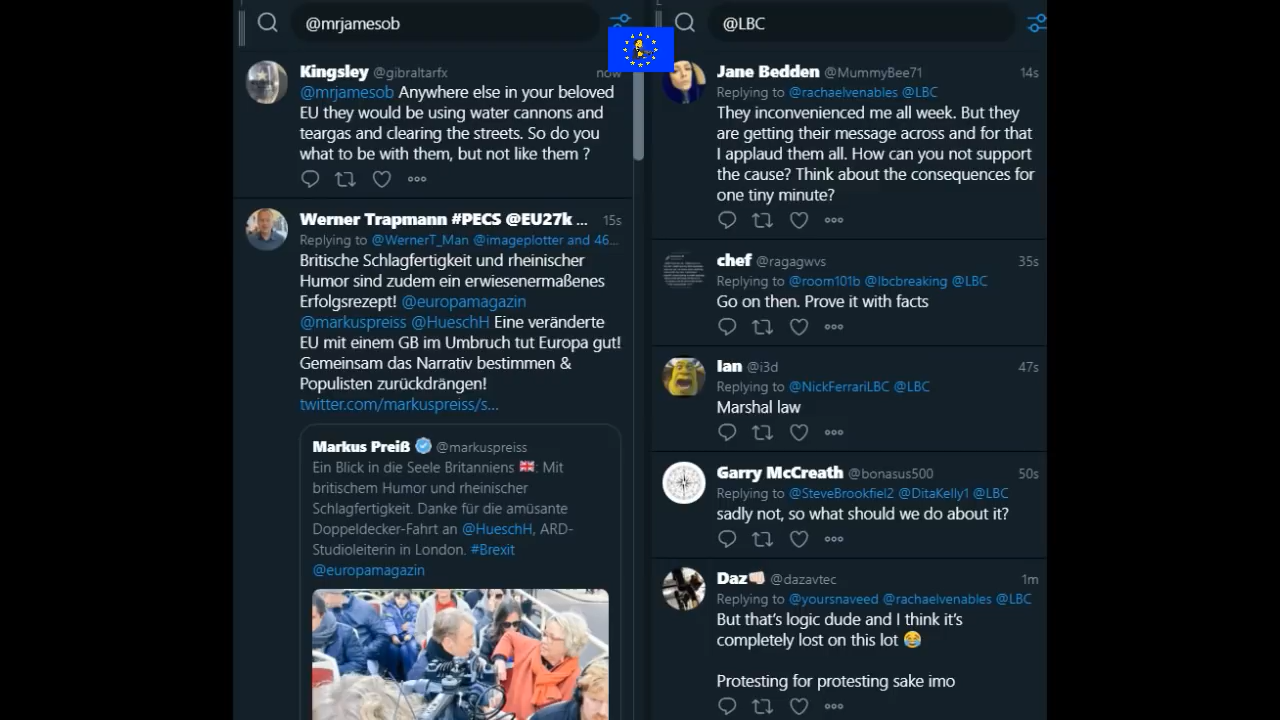 @mrjamesob
Kingsley @gibraltarfx now
@mrjamesob Anywhere else in your beloved
EU they would be using water cannons and
teargas and clearing the streets. So do you
what to be with them, but not like them ?
Werner Trapmann #PECS @EU27k ... 15s
Replying to @WernerT_Man @imageplotter and 46...
Britische Schlagfertigkeit und rheinischer
Humor sind zudem ein erwiesenermaßenes
Erfolgsrezept! @europamagazin
@markuspreiss @HueschH Eine veränderte
EU mit einem GB im Umbruch tut Europa gut!
Gemeinsam das Narrativ bestimmen &
Populisten zurückdrängen!
twitter.com/markuspreiss/s...
Markus Preiß @markuspreiss
Ein Blick in die Seele Britanniens 🇬🇧: Mit
britischem Humor und rheinischer
Schlagfertigkeit. Danke für die amüsante
Doppeldecker-Fahrt an @HueschH, ARD-
Studioleiterin in London. #Brexit
@europamagazin
@LBC
Jane Bedden @MummyBee71 14s
Replying to @rachaelvenables @LBC
They inconvenienced me all week. But they
are getting their message across and for that
I applaud them all. How can you not support
the cause? Think about the consequences for
one tiny minute?
chef @ragagwvs 35s
Replying to @room101b @lbcbreaking @LBC
Go on then. Prove it with facts
Ian @i3d 47s
Replying to @NickFerrariLBC @LBC
Marshal law
Garry McCreath @bonasus500 50s
Replying to @SteveBrookfiel2 @DitaKelly1 @LBC
sadly not, so what should we do about it?
Daz👊🏻 @dazavtec 1m
Replying to @yoursnaveed @rachaelvenables @LBC
But that's logic dude and I think it's
completely lost on this lot 😂
Protesting for protesting sake imo